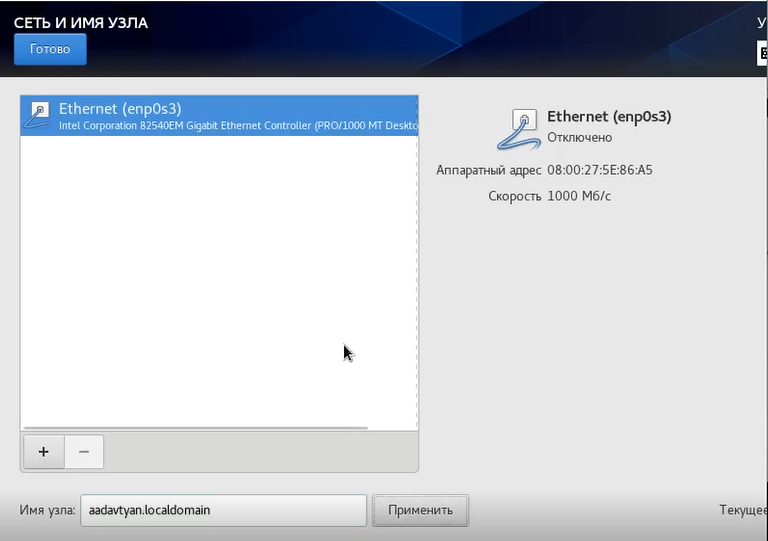 СЕТЬ И ИМЯ УЗЛА
Готово
Ethernet (enp0s3)
Intel Corporation 82540EM Gigabit Ethernet Controller (PRO/1000 MT Deskto
Ethernet (enp0s3)
Отключено
Аппаратный адрес 08:00:27:5E:86:A5
Скорость 1000 Мб/с
+
−
Имя узла: aadavtyan.localdomain
Применить
Текущее